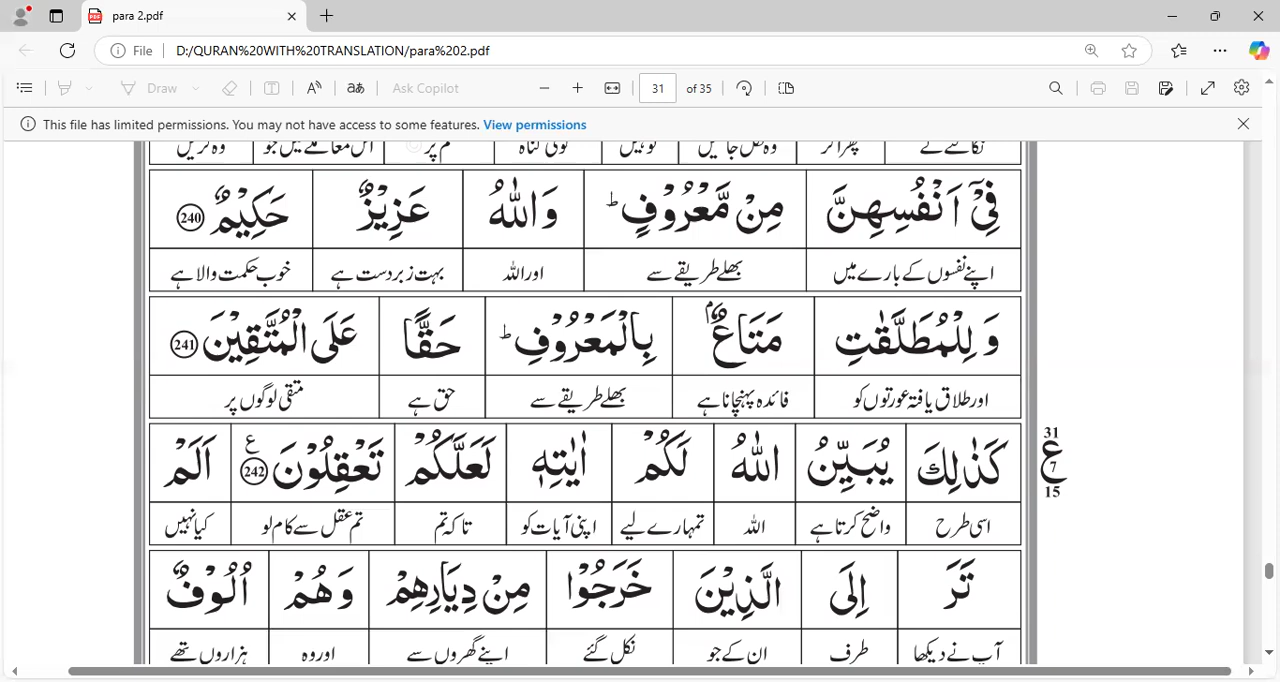 para 2.pdf
File D:/QURAN%20WITH%20TRANSLATION/para%202.pdf
Draw Ask Copilot 31 of 35
This file has limited permissions. You may not have access to some features. View permissions
فِيْۤ اَنْفُسِهِنَّ مِنْ مَّعْرُوْفٍ ؕ وَاللّٰهُ عَزِيْزٌ حَكِيْمٌ 240
اپنے نفسوں کے بارے میں بھلے طریقے سے اور اللہ بہت زبردست ہے خوب حکمت والا ہے
وَ لِلْمُطَلَّقٰتِ مَتَاعٌۢ بِالْمَعْرُوْفِ ؕ حَقًّا عَلَى الْمُتَّقِيْنَ 241
اور طلاق یافتہ عورتوں کو فائدہ پہنچانا ہے بھلے طریقے سے حق ہے متقی لوگوں پر
كَذٰلِكَ يُبَيِّنُ اللّٰهُ لَكُمْ اٰيٰتِهٖ لَعَلَّكُمْ تَعْقِلُوْنَ ع 242 اَلَمْ
31 ع 7 15
اسی طرح واضح کرتا ہے اللہ تمہارے لیے اپنی آیات کو تاکہ تم تم عقل سے کام لو کیا نہیں
تَرَ اِلَى الَّذِيْنَ خَرَجُوْا مِنْ دِيَارِهِمْ وَهُمْ اُلُوْفٌ
آپ نے دیکھا طرف ان کے جو نکل گئے اپنے گھروں سے اور وہ ہزاروں تھے